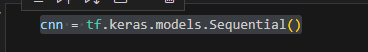 cnn = tf.keras.models.Sequential()